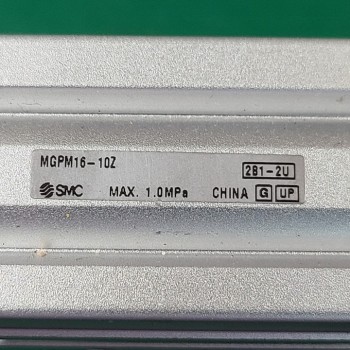 MGPM16-10Z 2B1-2U
SMC MAX. 1.0MPa CHINA G UP